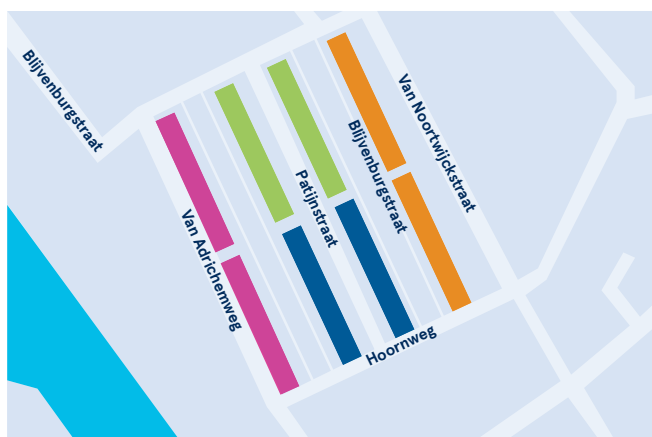 Blijvenburgstraat
Van Noortwijckstraat
Blijvenburgstraat
Patijnstraat
Van Adrichemweg
Hoornweg